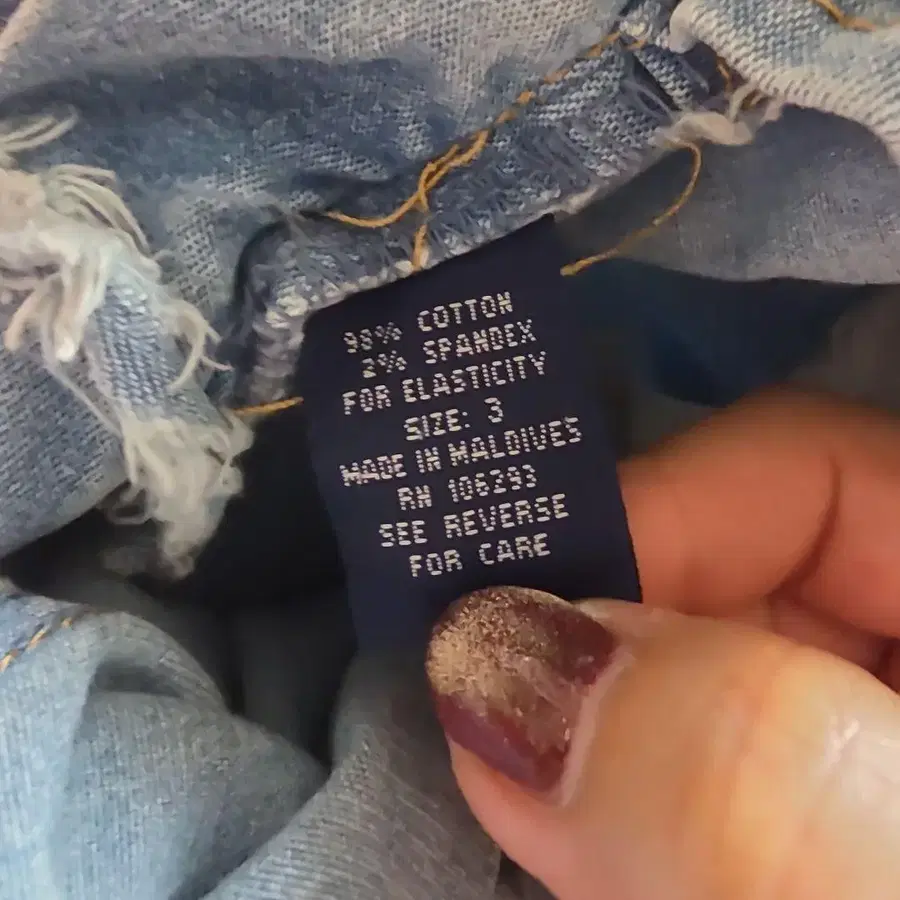 98% COTTON
2% SPANDEX
FOR ELASTICITY
SIZE: 3
MADE IN MALDIVES
RN 106293
SEE REVERSE
FOR CARE